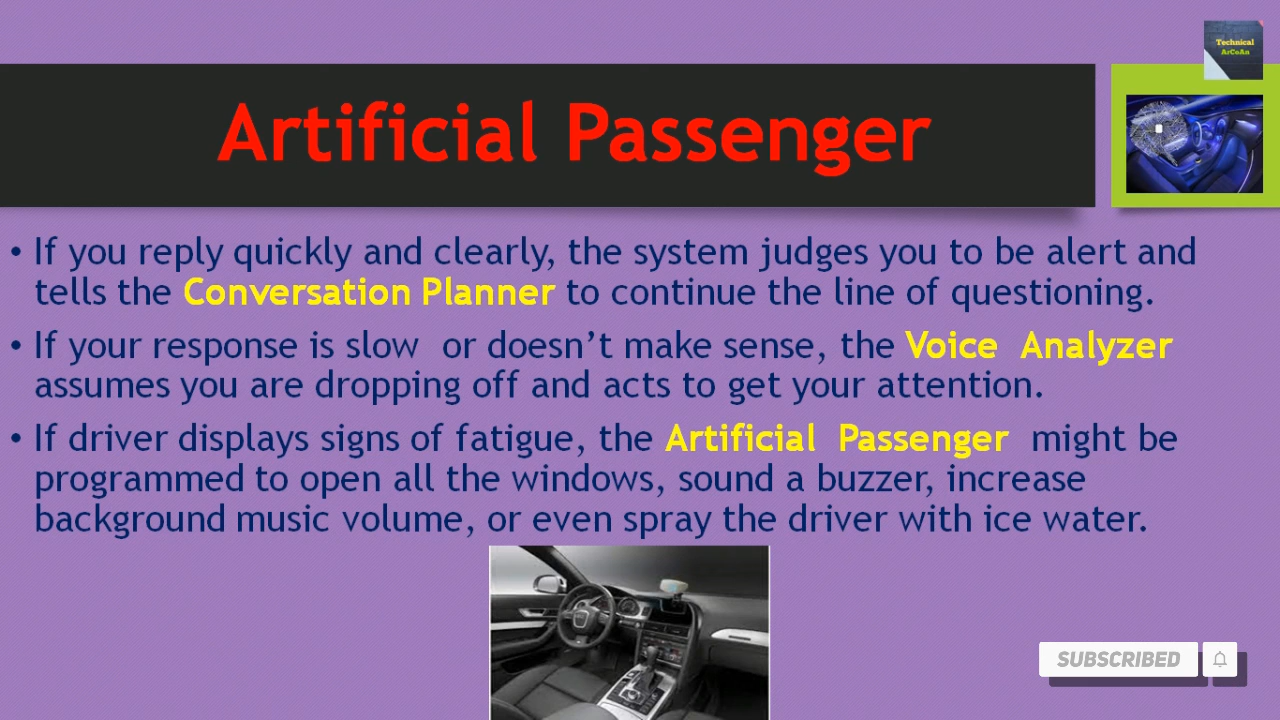 Technical
ArCoAn
Artificial Passenger
• If you reply quickly and clearly, the system judges you to be alert and
tells the Conversation Planner to continue the line of questioning.
• If your response is slow or doesn’t make sense, the Voice Analyzer
assumes you are dropping off and acts to get your attention.
• If driver displays signs of fatigue, the Artificial Passenger might be
programmed to open all the windows, sound a buzzer, increase
background music volume, or even spray the driver with ice water.
SUBSCRIBED